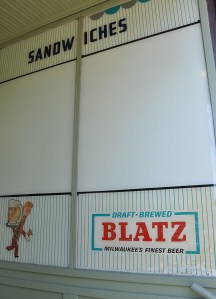 SANDWICHES
DRAFT-BREWED
BLATZ
MILWAUKEE'S FINEST BEER